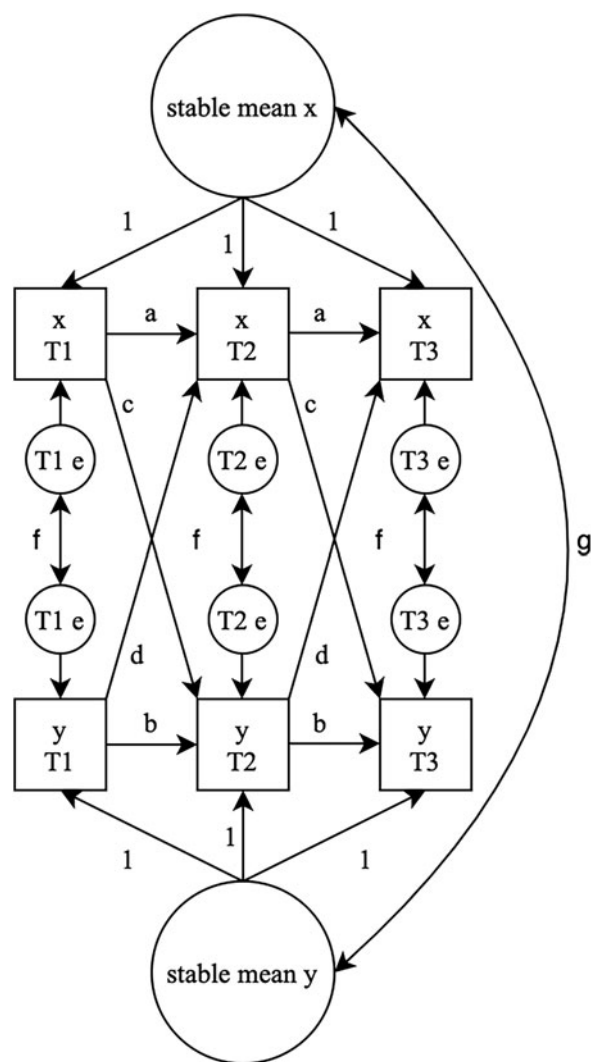 stable mean x
1
1
1
x
T1
a
x
T2
a
x
T3
c
c
T1 e
T2 e
T3 e
f
f
f
g
T1 e
T2 e
T3 e
d
d
y
T1
b
y
T2
b
y
T3
1
1
1
stable mean y